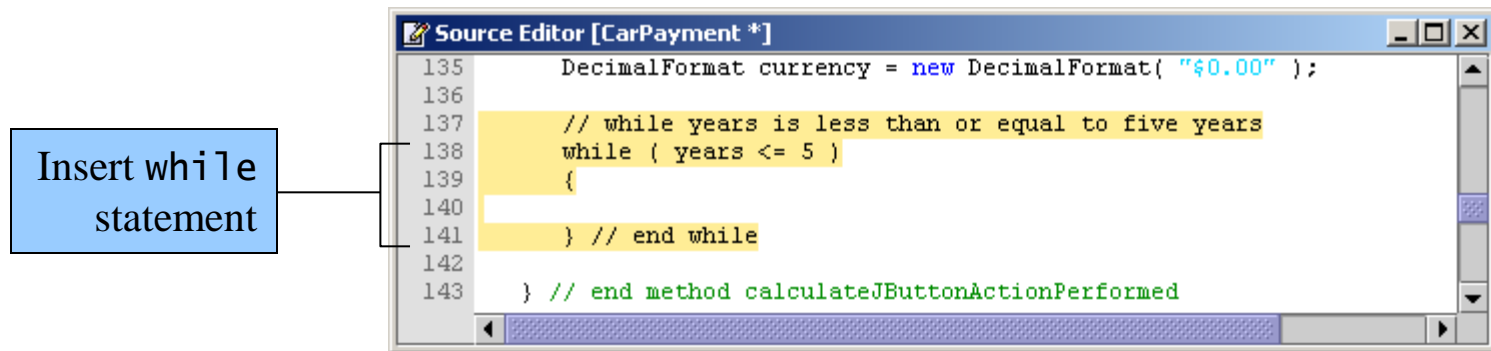 Source Editor [CarPayment *]
135 DecimalFormat currency = new DecimalFormat( "$0.00" );
136
137 // while years is less than or equal to five years
138 while ( years <= 5 )
139 {
140
141 } // end while
142
143 } // end method calculateJButtonActionPerformed
Insert while
statement